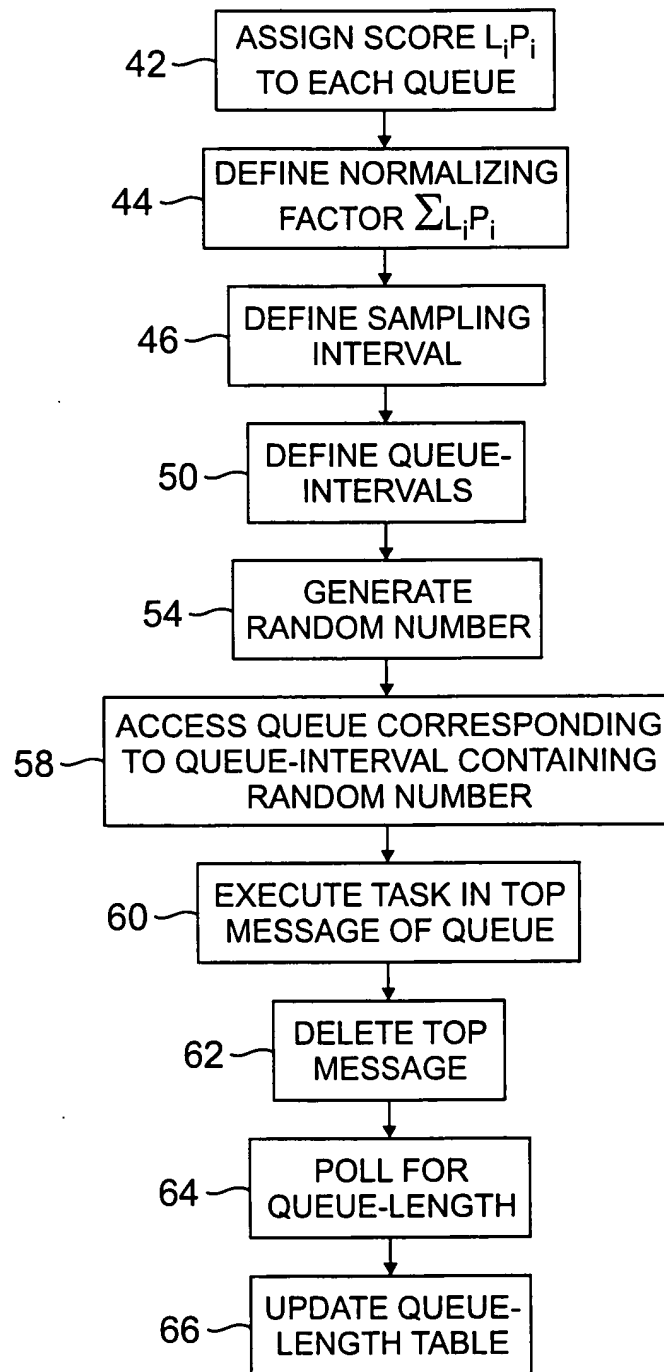 42
ASSIGN SCORE LiPi
TO EACH QUEUE
44
DEFINE NORMALIZING
FACTOR ΣLiPi
46
DEFINE SAMPLING
INTERVAL
50
DEFINE QUEUE-
INTERVALS
54
GENERATE
RANDOM NUMBER
58
ACCESS QUEUE CORRESPONDING
TO QUEUE-INTERVAL CONTAINING
RANDOM NUMBER
60
EXECUTE TASK IN TOP
MESSAGE OF QUEUE
62
DELETE TOP
MESSAGE
64
POLL FOR
QUEUE-LENGTH
66
UPDATE QUEUE-
LENGTH TABLE